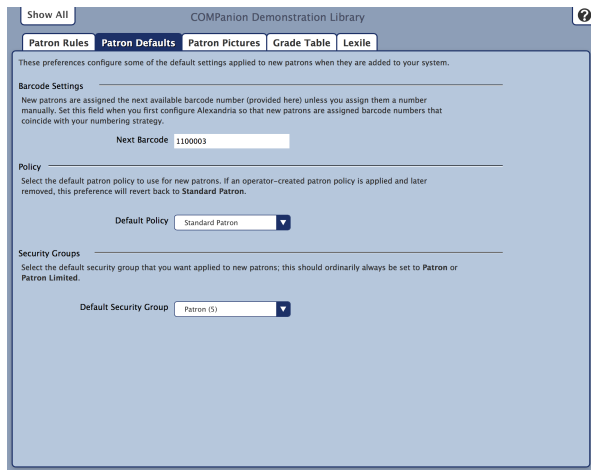 Show All
COMPanion Demonstration Library
?
Patron Rules Patron Defaults Patron Pictures Grade Table Lexile
These preferences configure some of the default settings applied to new patrons when they are added to your system.
Barcode Settings
New patrons are assigned the next available barcode number (provided here) unless you assign them a number
manually. Set this field when you first configure Alexandria so that new patrons are assigned barcode numbers that
coincide with your numbering strategy.
Next Barcode 1100003
Policy
Select the default patron policy to use for new patrons. If an operator-created patron policy is applied and later
removed, this preference will revert back to Standard Patron.
Default Policy Standard Patron
Security Groups
Select the default security group that you want applied to new patrons; this should ordinarily always be set to Patron or
Patron Limited.
Default Security Group Patron (5)